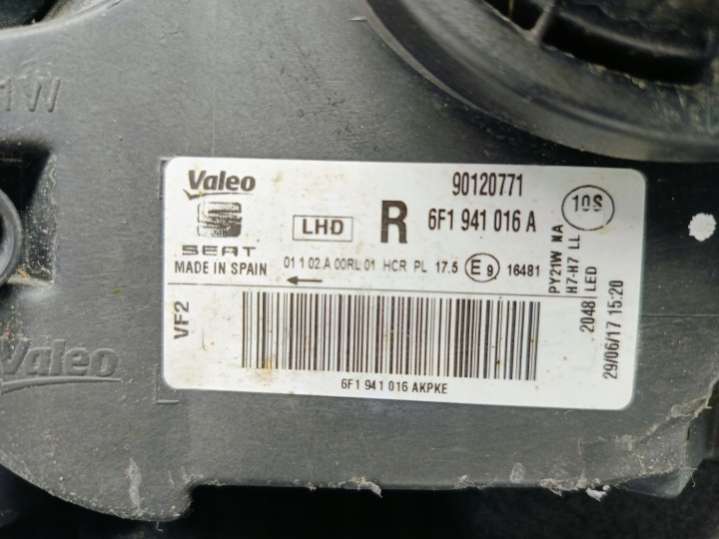 1W
Valeo
SEAT
MADE IN SPAIN
LHD
R
90120771
6F1 941 016 A
10S
01 1 02.A 00RL 01 HCR PL 17.5 E9 16481
PY21W NA
H7-H7 LL
2048 LED
29/06/17 15:20
VF2
6F1 941 016 AKPKE
Valeo